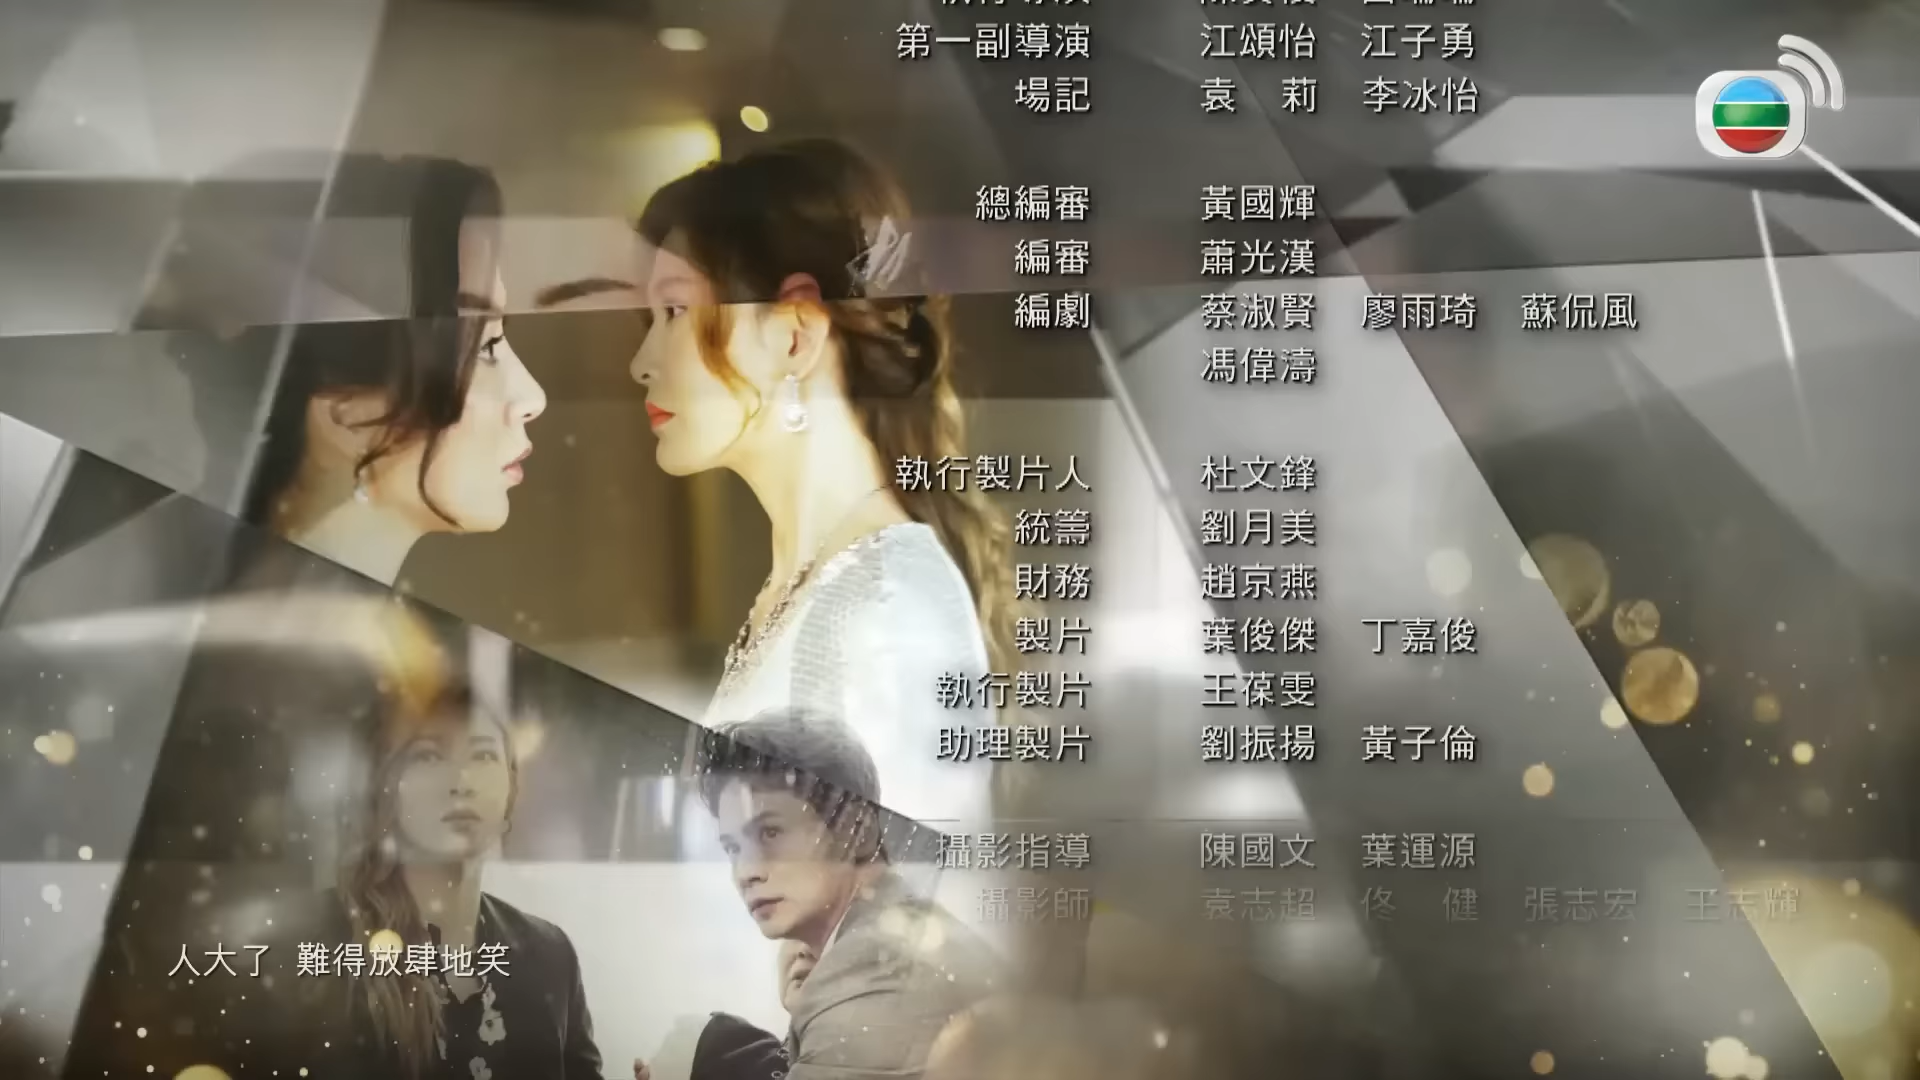 第一副導演 江頌怡 江子勇
場記 袁 莉 李冰怡
總編審 黃國輝
編審 蕭光漢
編劇 蔡淑賢 廖雨琦 蘇侃風
馮偉濤
執行製片人 杜文鋒
統籌 劉月美
財務 趙京燕
製片 葉俊傑 丁嘉俊
執行製片 王葆雯
助理製片 劉振揚 黃子倫
攝影指導 陳國文 葉運源
攝影師 袁志超 佟 健 張志宏 王志輝
人大了 難得放肆地笑